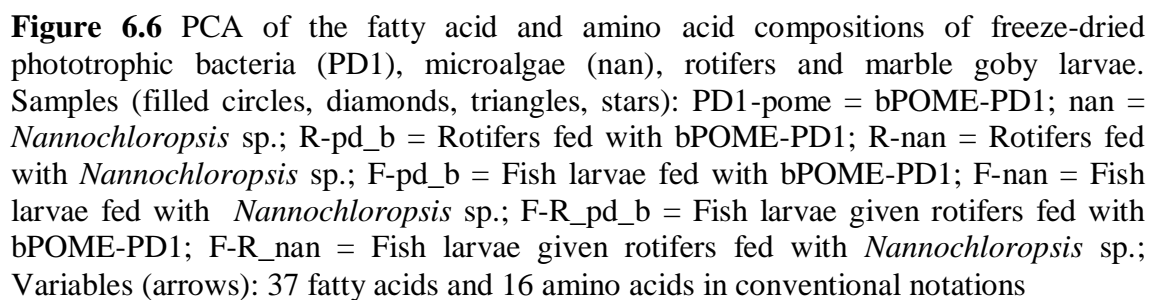 Figure 6.6 PCA of the fatty acid and amino acid compositions of freeze-dried
phototrophic bacteria (PD1), microalgae (nan), rotifers and marble goby larvae.
Samples (filled circles, diamonds, triangles, stars): PD1-pome = bPOME-PD1; nan =
Nannochloropsis sp.; R-pd_b = Rotifers fed with bPOME-PD1; R-nan = Rotifers fed
with Nannochloropsis sp.; F-pd_b = Fish larvae fed with bPOME-PD1; F-nan = Fish
larvae fed with Nannochloropsis sp.; F-R_pd_b = Fish larvae given rotifers fed with
bPOME-PD1; F-R_nan = Fish larvae given rotifers fed with Nannochloropsis sp.;
Variables (arrows): 37 fatty acids and 16 amino acids in conventional notations